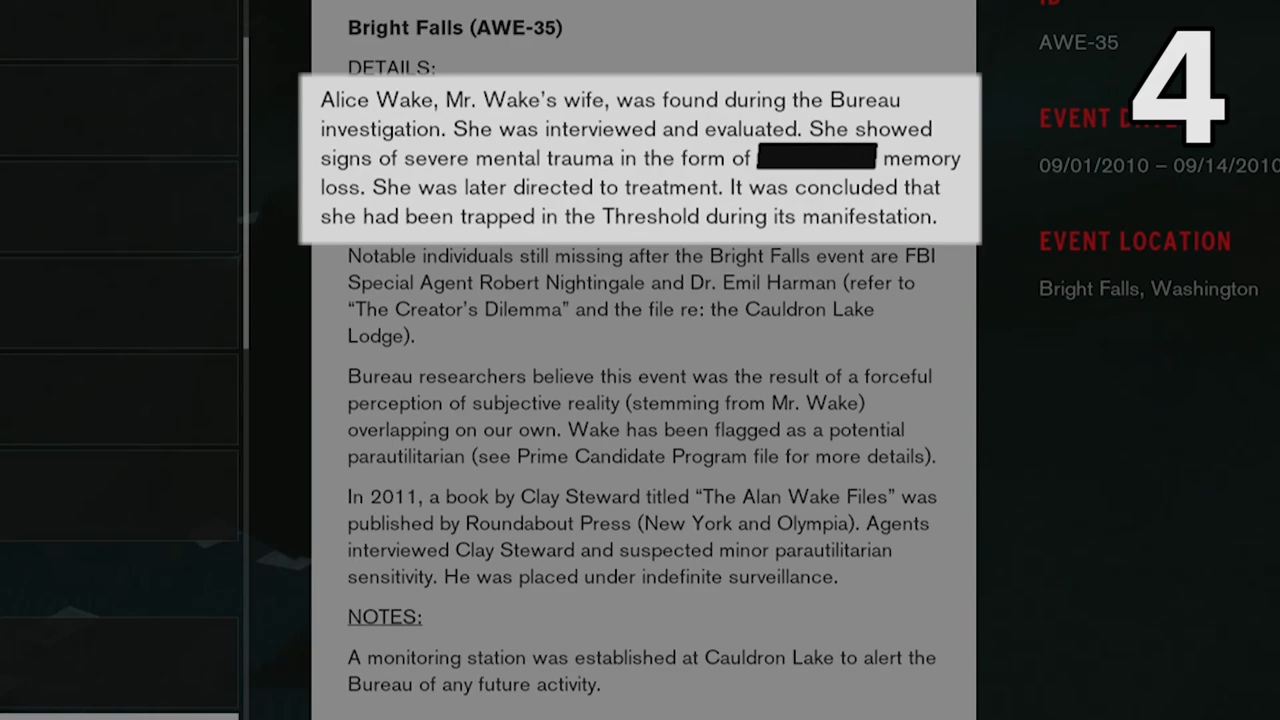 Bright Falls (AWE-35)
DETAILS:
Alice Wake, Mr. Wake's wife, was found during the Bureau
investigation. She was interviewed and evaluated. She showed
signs of severe mental trauma in the form of memory
loss. She was later directed to treatment. It was concluded that
she had been trapped in the Threshold during its manifestation.
Notable individuals still missing after the Bright Falls event are FBI
Special Agent Robert Nightingale and Dr. Emil Harman (refer to
“The Creator's Dilemma” and the file re: the Cauldron Lake
Lodge).
Bureau researchers believe this event was the result of a forceful
perception of subjective reality (stemming from Mr. Wake)
overlapping on our own. Wake has been flagged as a potential
parautilitarian (see Prime Candidate Program file for more details).
In 2011, a book by Clay Steward titled “The Alan Wake Files” was
published by Roundabout Press (New York and Olympia). Agents
interviewed Clay Steward and suspected minor parautilitarian
sensitivity. He was placed under indefinite surveillance.
NOTES:
A monitoring station was established at Cauldron Lake to alert the
Bureau of any future activity.
AWE-35
4
EVENT
09/01/2010 – 09/14/2010
EVENT LOCATION
Bright Falls, Washington